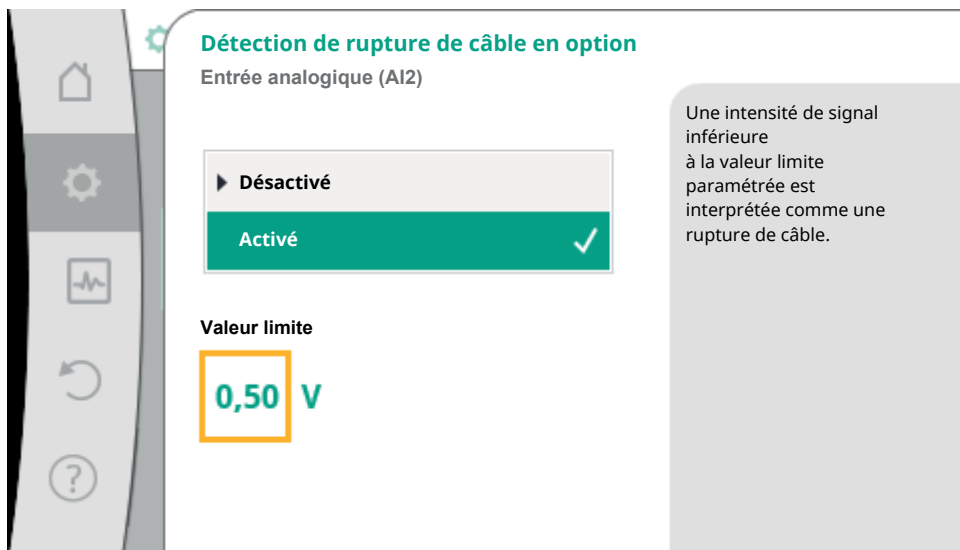 Détection de rupture de câble en option
Entrée analogique (AI2)
Une intensité de signal
inférieure
à la valeur limite
paramétrée est
interprétée comme une
rupture de câble.
Désactivé
Activé
Valeur limite
0,50 V
?